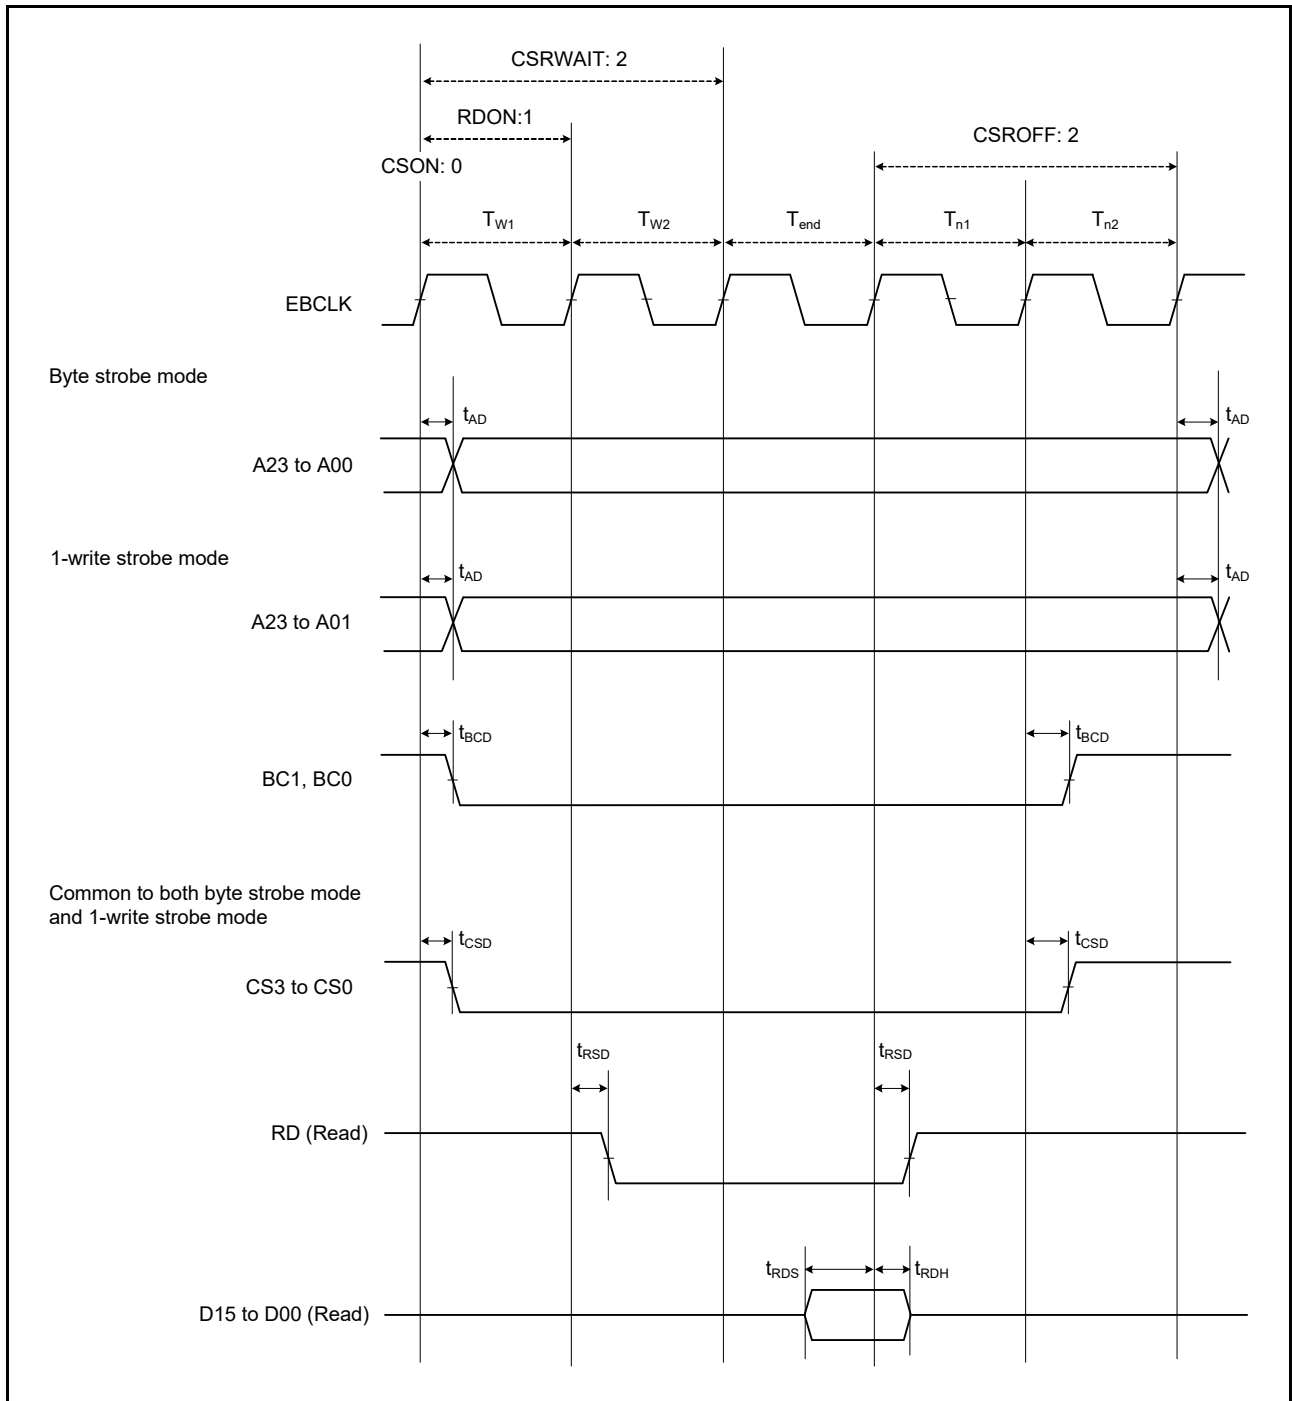 CSRWAIT: 2
RDON:1
CSROFF: 2
CSON: 0
TW1
TW2
Tend
Tn1
Tn2
EBCLK
Byte strobe mode
tAD
tAD
A23 to A00
1-write strobe mode
tAD
tAD
A23 to A01
tBCD
tBCD
BC1, BC0
Common to both byte strobe mode
and 1-write strobe mode
tCSD
tCSD
CS3 to CS0
tRSD
tRSD
RD (Read)
tRDS
tRDH
D15 to D00 (Read)